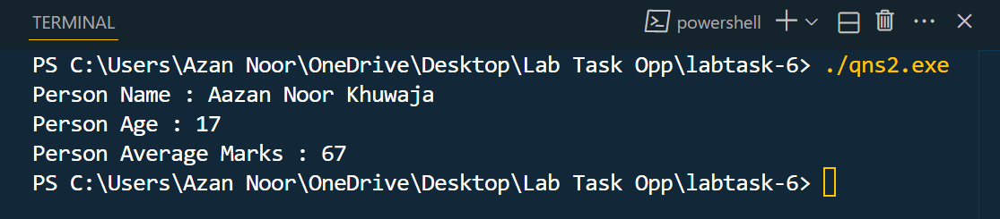 TERMINAL powershell
PS C:\Users\Azan Noor\OneDrive\Desktop\Lab Task Opp\labtask-6> ./qns2.exe
Person Name : Aazan Noor Khuwaja
Person Age : 17
Person Average Marks : 67
PS C:\Users\Azan Noor\OneDrive\Desktop\Lab Task Opp\labtask-6>